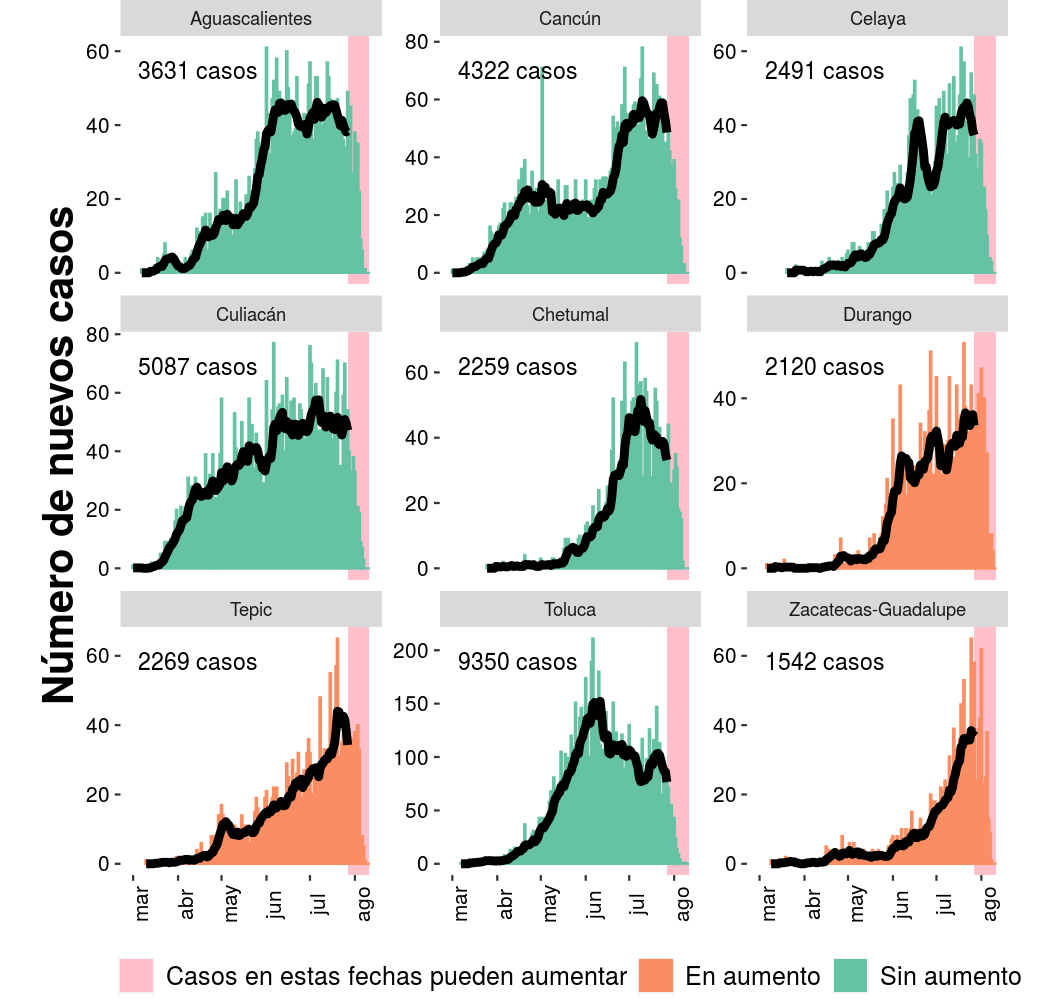 Número de nuevos casos
Aguascalientes
Cancún
Celaya
60
40
20
0
3631 casos
80
60
40
20
0
4322 casos
60
40
20
0
2491 casos
Culiacán
Chetumal
Durango
80
60
40
20
0
5087 casos
60
40
20
0
2259 casos
40
20
0
2120 casos
Tepic
Toluca
Zacatecas-Guadalupe
60
40
20
0
2269 casos
200
150
100
50
0
9350 casos
60
40
20
0
1542 casos
mar abr may jun jul ago
mar abr may jun jul ago
mar abr may jun jul ago
Casos en estas fechas pueden aumentar En aumento Sin aumento